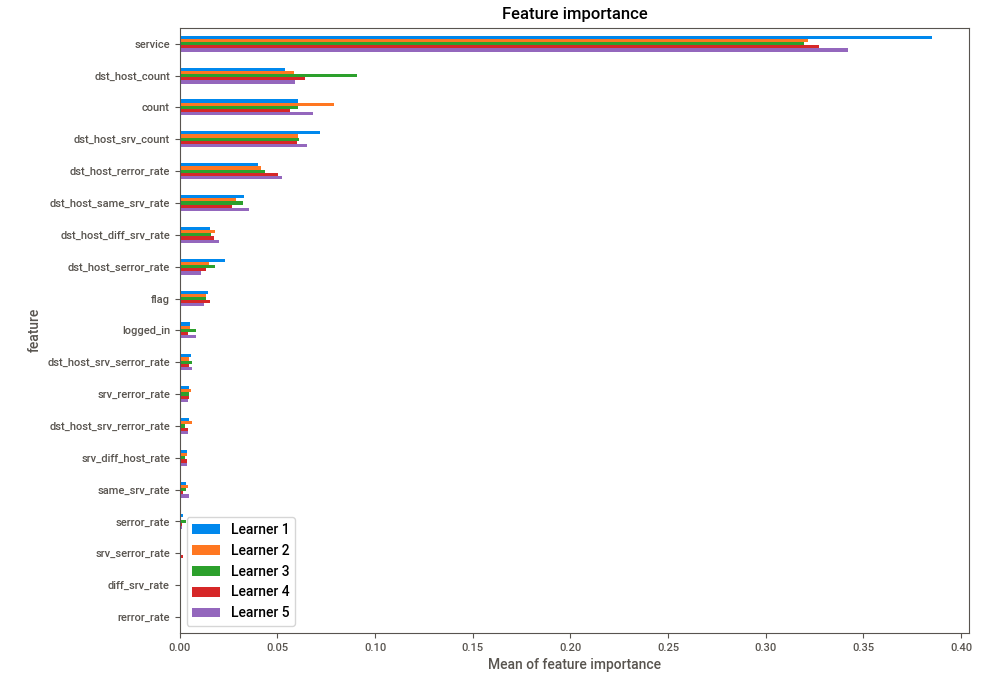 Feature importance
service
dst_host_count
count
dst_host_srv_count
dst_host_rerror_rate
dst_host_same_srv_rate
dst_host_diff_srv_rate
dst_host_serror_rate
flag
logged_in
dst_host_srv_serror_rate
srv_rerror_rate
dst_host_srv_rerror_rate
srv_diff_host_rate
same_srv_rate
serror_rate
srv_serror_rate
diff_srv_rate
rerror_rate
feature
Learner 1
Learner 2
Learner 3
Learner 4
Learner 5
0.00 0.05 0.10 0.15 0.20 0.25 0.30 0.35 0.40
Mean of feature importance